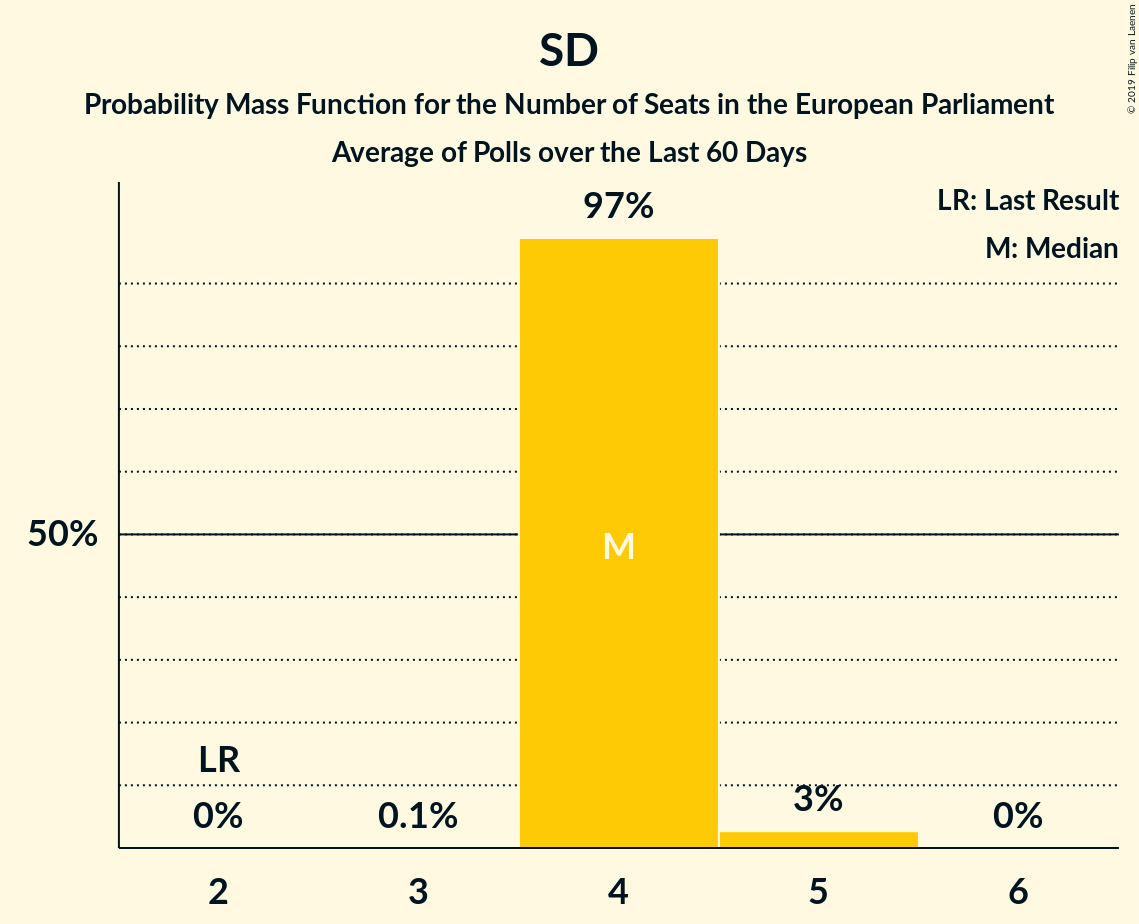 SD
Probability Mass Function for the Number of Seats in the European Parliament
Average of Polls over the Last 60 Days
© 2019 Filip van Laenen
LR: Last Result
M: Median
97%
50%
M
LR
0%
0.1%
3%
0%
2
3
4
5
6